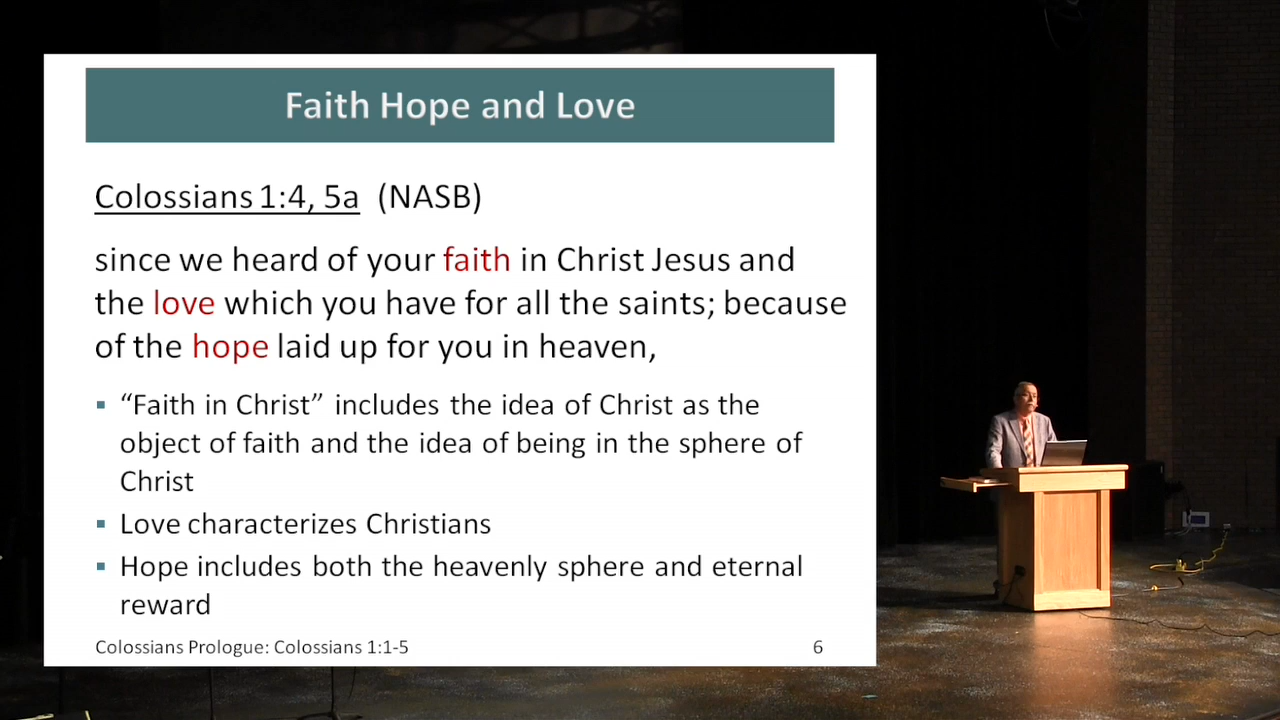 Faith Hope and Love
Colossians 1:4, 5a (NASB)
since we heard of your faith in Christ Jesus and
the love which you have for all the saints; because
of the hope laid up for you in heaven,
▪ “Faith in Christ” includes the idea of Christ as the
object of faith and the idea of being in the sphere of
Christ
▪ Love characterizes Christians
▪ Hope includes both the heavenly sphere and eternal
reward
Colossians Prologue: Colossians 1:1-5 6